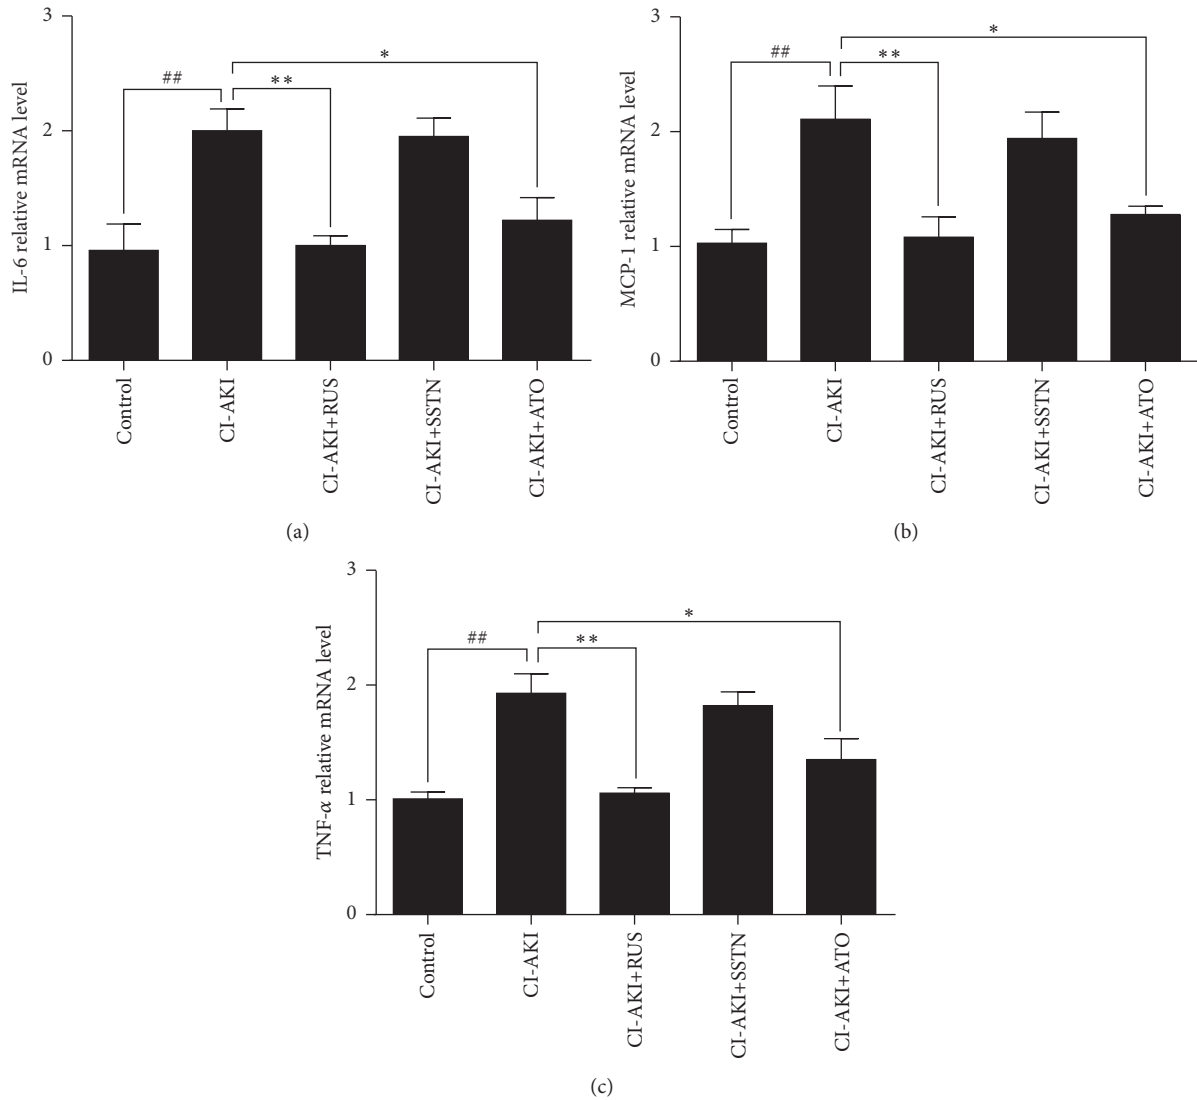 IL-6 relative mRNA level
3
2
1
0
##
**
*
Control
CI-AKI
CI-AKI+RUS
CI-AKI+SSTN
CI-AKI+ATO
(a)
MCP-1 relative mRNA level
3
2
1
0
##
**
*
Control
CI-AKI
CI-AKI+RUS
CI-AKI+SSTN
CI-AKI+ATO
(b)
TNF-α relative mRNA level
3
2
1
0
##
**
*
Control
CI-AKI
CI-AKI+RUS
CI-AKI+SSTN
CI-AKI+ATO
(c)